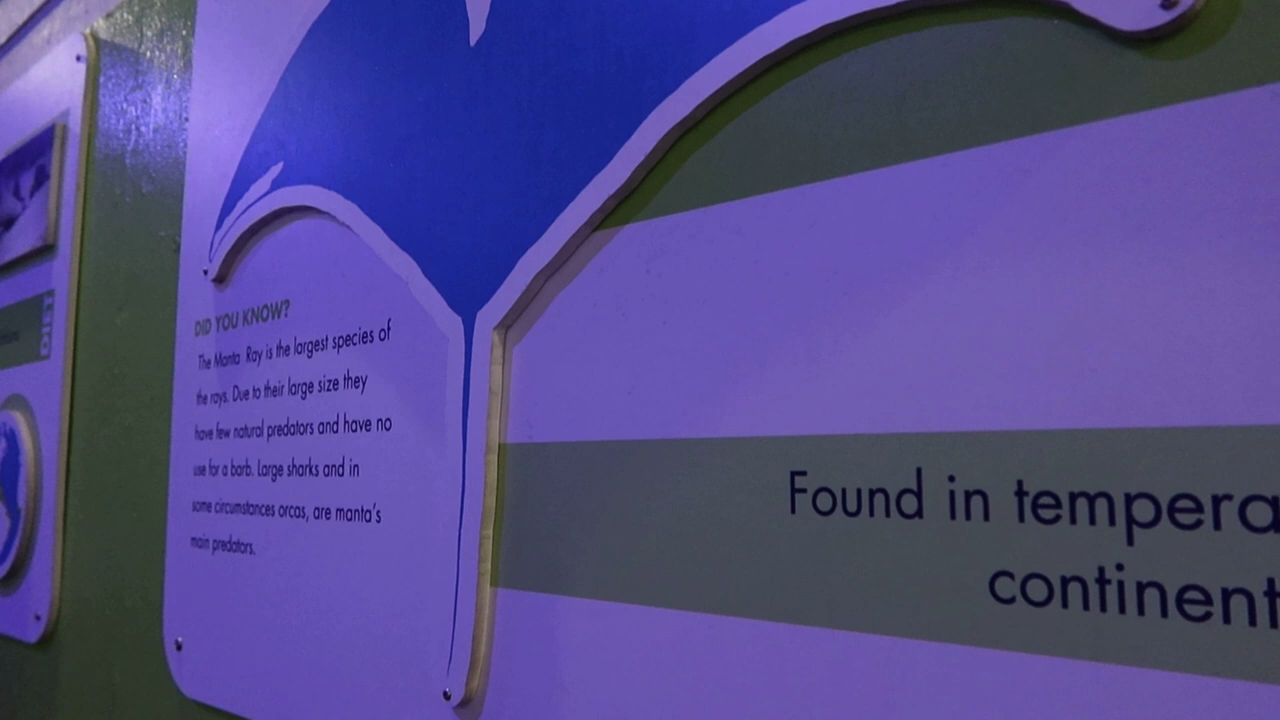 DIET
DID YOU KNOW?
The Manta Ray is the largest species of
the rays. Due to their large size they
have few natural predators and have no
use for a barb. Large sharks and in
some circumstances orcas, are manta's
main predators.
Found in tempera
continent